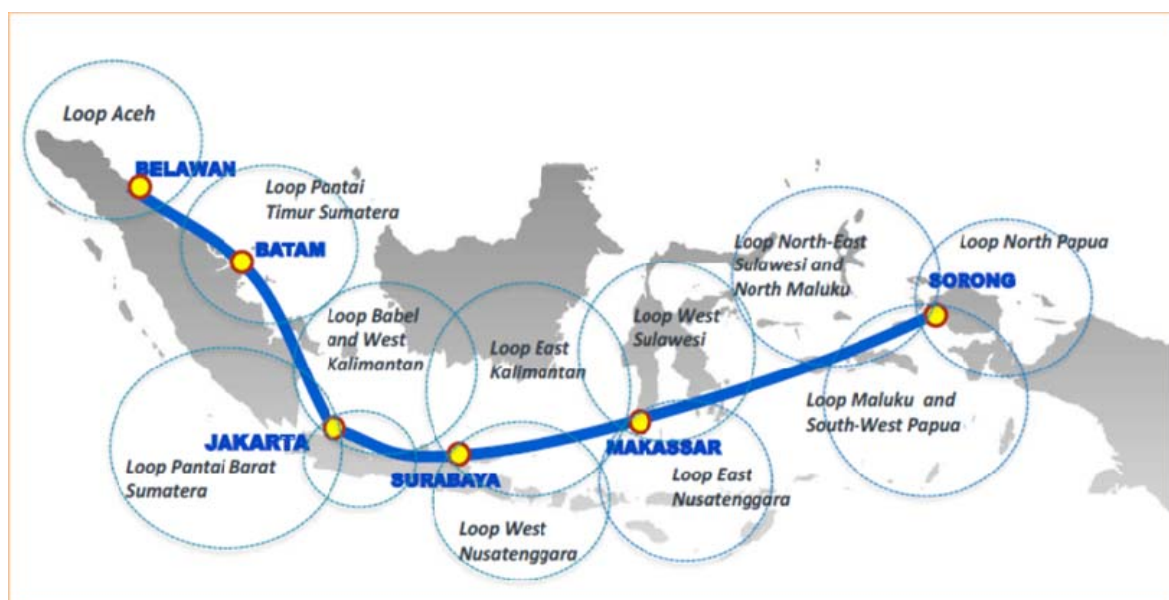 Loop Aceh
BELAWAN
Loop Pantai
Timur Sumatera
BATAM
Loop North-East
Sulawesi and
North Maluku
Loop North Papua
SORONG
Loop Babel
and West
Kalimantan
Loop East
Kalimantan
Loop West
Sulawesi
Loop Maluku and
South-West Papua
JAKARTA
SURABAYA
MAKASSAR
Loop Pantai Barat
Sumatera
Loop East
Nusatenggara
Loop West
Nusatenggara